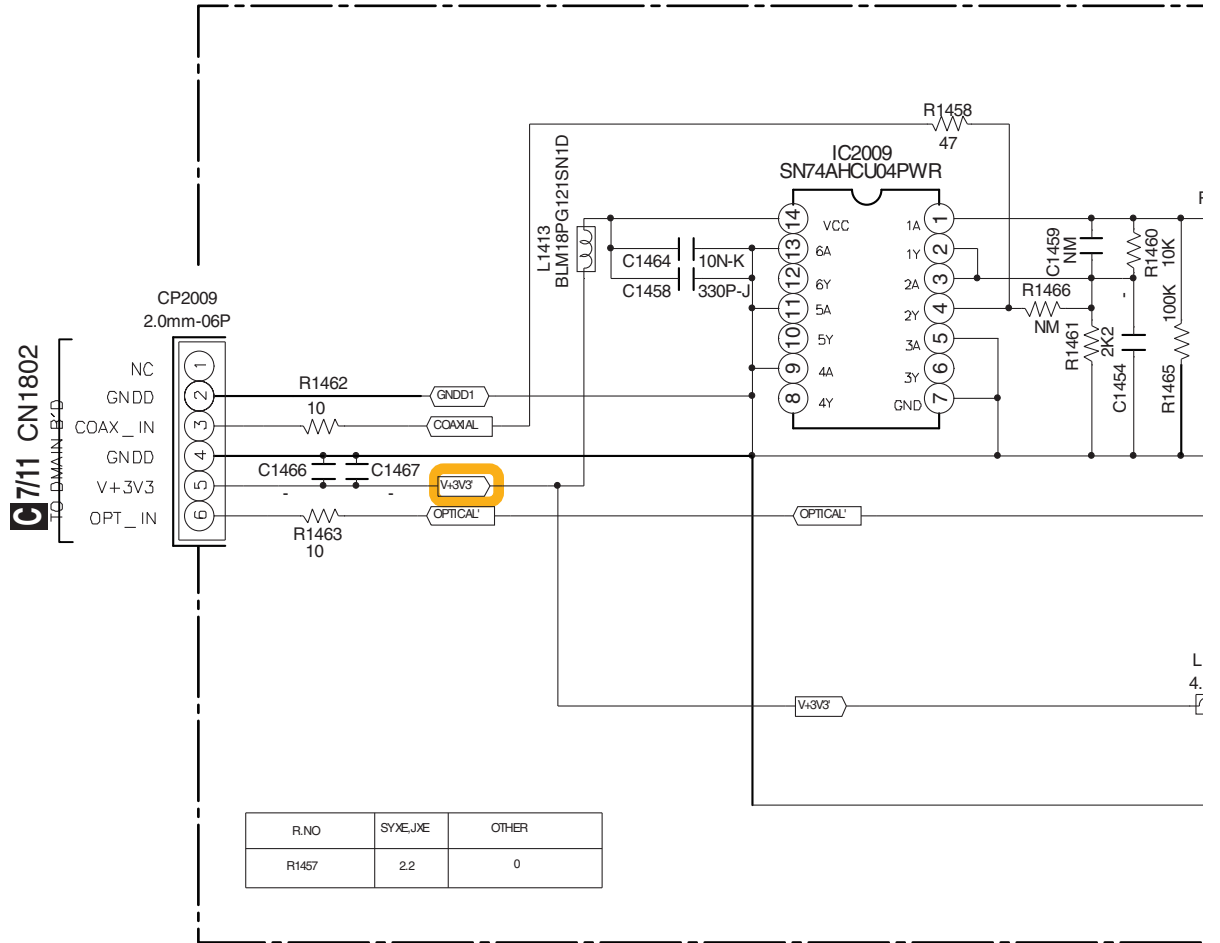 R1458
47
IC2009
SN74AHCU04PWR
L1413
BLM18PG121SN1D
14
VCC
1A
1
13
6A
1Y
2
12
6Y
2A
3
11
5A
2Y
4
10
5Y
3A
5
9
4A
3Y
6
8
4Y
GND
7
C1464
10N-K
C1458
330P-J
C1459
NM
R1460
10K
R1466
NM
R1461
2K2
C1454
-
R1465
100K
CP2009
2.0mm-06P
C 7/11 CN1802
TO DMAIN B'D
NC
1
GNDD
2
COAX_IN
3
GNDD
4
V+3V3
5
OPT_IN
6
R1462
10
GNDD1
COAXIAL
C1466
-
C1467
-
V+3V3'
OPTICAL'
OPTICAL'
R1463
10
V+3V3'
L
4.
R.NO SYXE,JXE OTHER
R1457 2.2 0